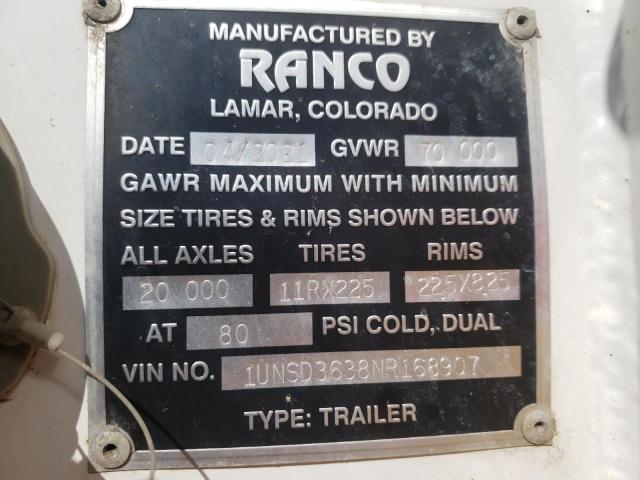 MANUFACTURED BY
RANCO
LAMAR, COLORADO
DATE 04/2021 GVWR 70 000
GAWR MAXIMUM WITH MINIMUM
SIZE TIRES & RIMS SHOWN BELOW
ALL AXLES TIRES RIMS
20 000 11RX225 225X825
AT 80 PSI COLD, DUAL
VIN NO. 1UNSD3638NR168907
TYPE: TRAILER